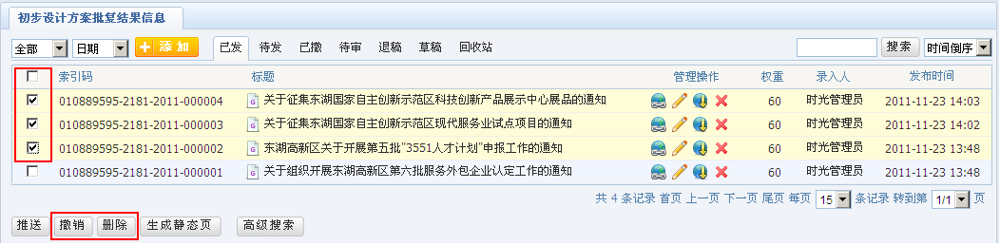 初步设计方案批复结果信息
全部 日期 添加 已发 待发 已撤 待审 退稿 草稿 回收站 搜索 时间倒序
索引码 标题 管理操作 权重 录入人 发布时间
010889595-2181-2011-000004 关于征集东湖国家自主创新示范区科技创新产品展示中心展品的通知 60 时光管理员 2011-11-23 14:03
010889595-2181-2011-000003 关于征集东湖国家自主创新示范区现代服务业试点项目的通知 60 时光管理员 2011-11-23 14:02
010889595-2181-2011-000002 东湖高新区关于开展第五批"3551人才计划"申报工作的通知 60 时光管理员 2011-11-23 13:48
010889595-2181-2011-000001 关于组织开展东湖高新区第六批服务外包企业认定工作的通知 60 时光管理员 2011-11-23 13:48
共 4 条记录 首页 上一页 下一页 尾页 每页 15 条记录 转到第 1/1 页
推送 撤销 删除 生成静态页 高级搜索